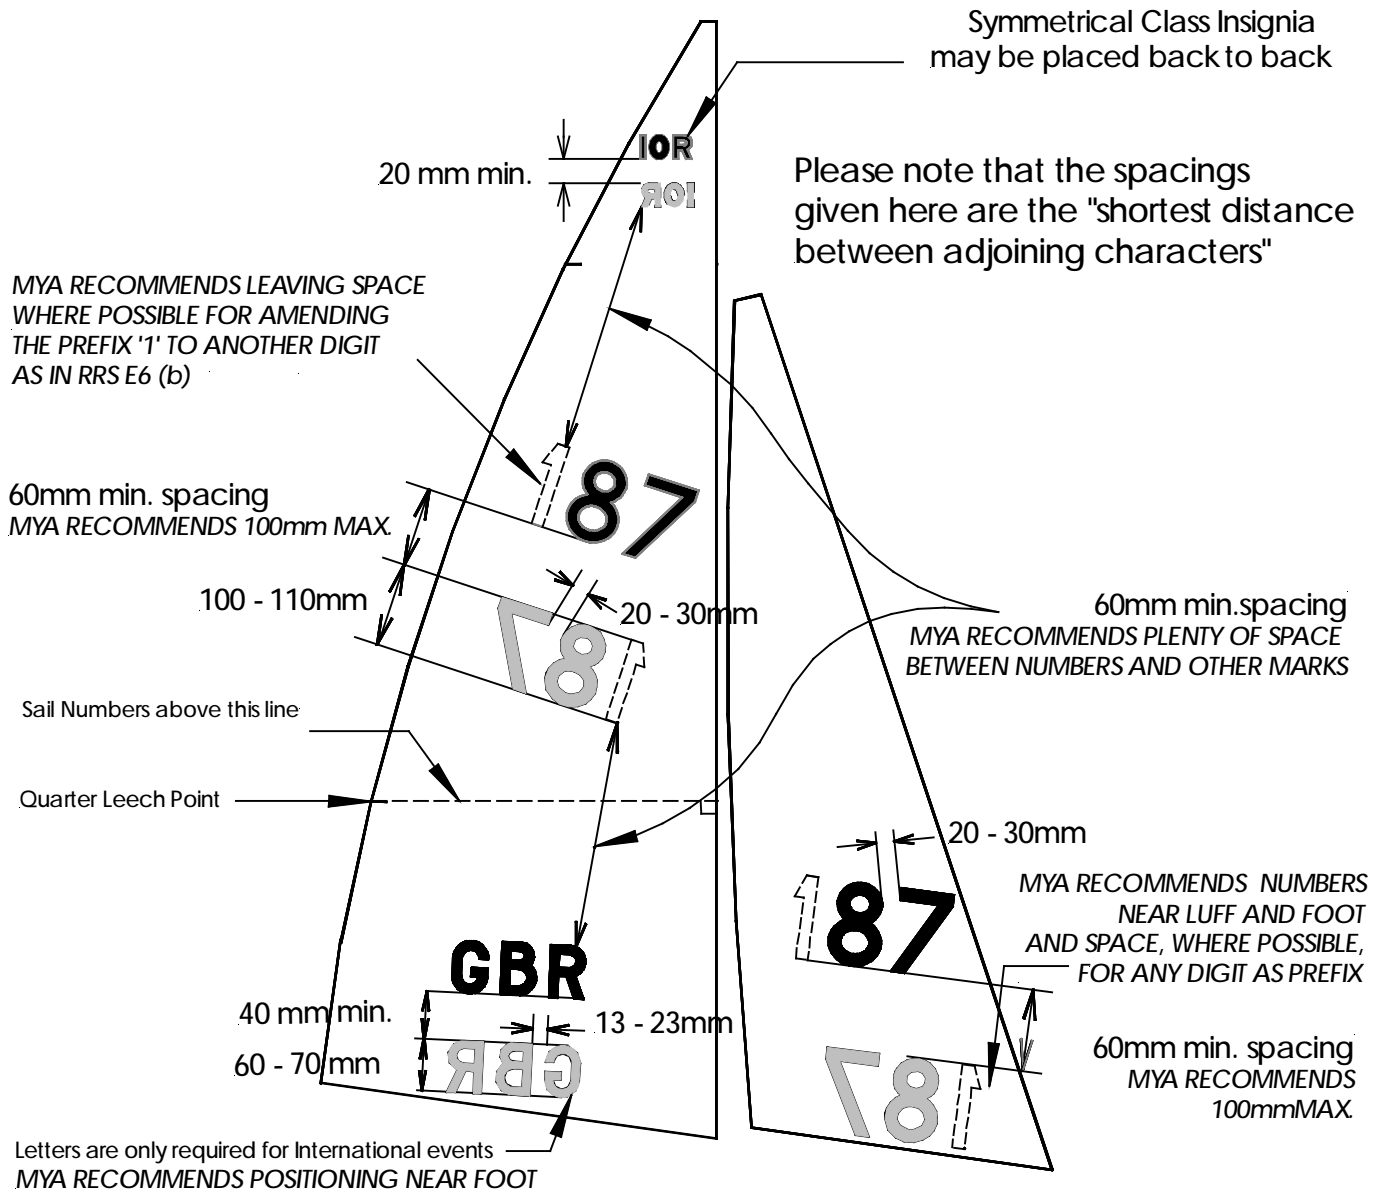 Symmetrical Class Insignia
may be placed back to back
IOR
20 mm min.
IOR
Please note that the spacings
given here are the "shortest distance
between adjoining characters"
MYA RECOMMENDS LEAVING SPACE
WHERE POSSIBLE FOR AMENDING
THE PREFIX '1' TO ANOTHER DIGIT
AS IN RRS E6 (b)
187
60mm min. spacing
MYA RECOMMENDS 100mm MAX.
100 - 110mm
20 - 30mm
187
60mm min.spacing
MYA RECOMMENDS PLENTY OF SPACE
BETWEEN NUMBERS AND OTHER MARKS
Sail Numbers above this line
Quarter Leech Point
20 - 30mm
187
MYA RECOMMENDS NUMBERS
NEAR LUFF AND FOOT
AND SPACE, WHERE POSSIBLE,
FOR ANY DIGIT AS PREFIX
GBR
40 mm min.
13 - 23mm
60 - 70 mm
GBR
187
60mm min. spacing
MYA RECOMMENDS
100mmMAX.
Letters are only required for International events
MYA RECOMMENDS POSITIONING NEAR FOOT